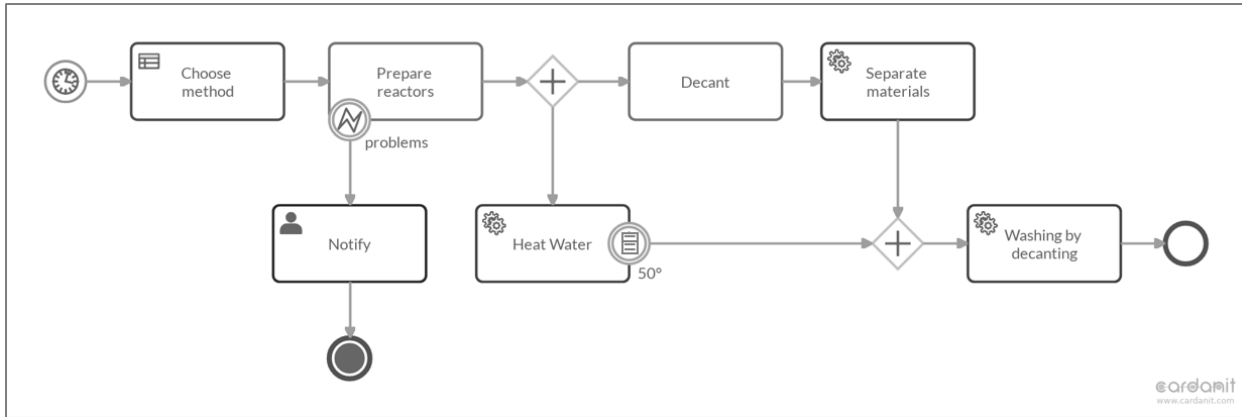 Choose
method
Prepare
reactors
Decant
Separate
materials
problems
Notify
Heat Water
50°
Washing by
decanting
cardanit
www.cardanit.com